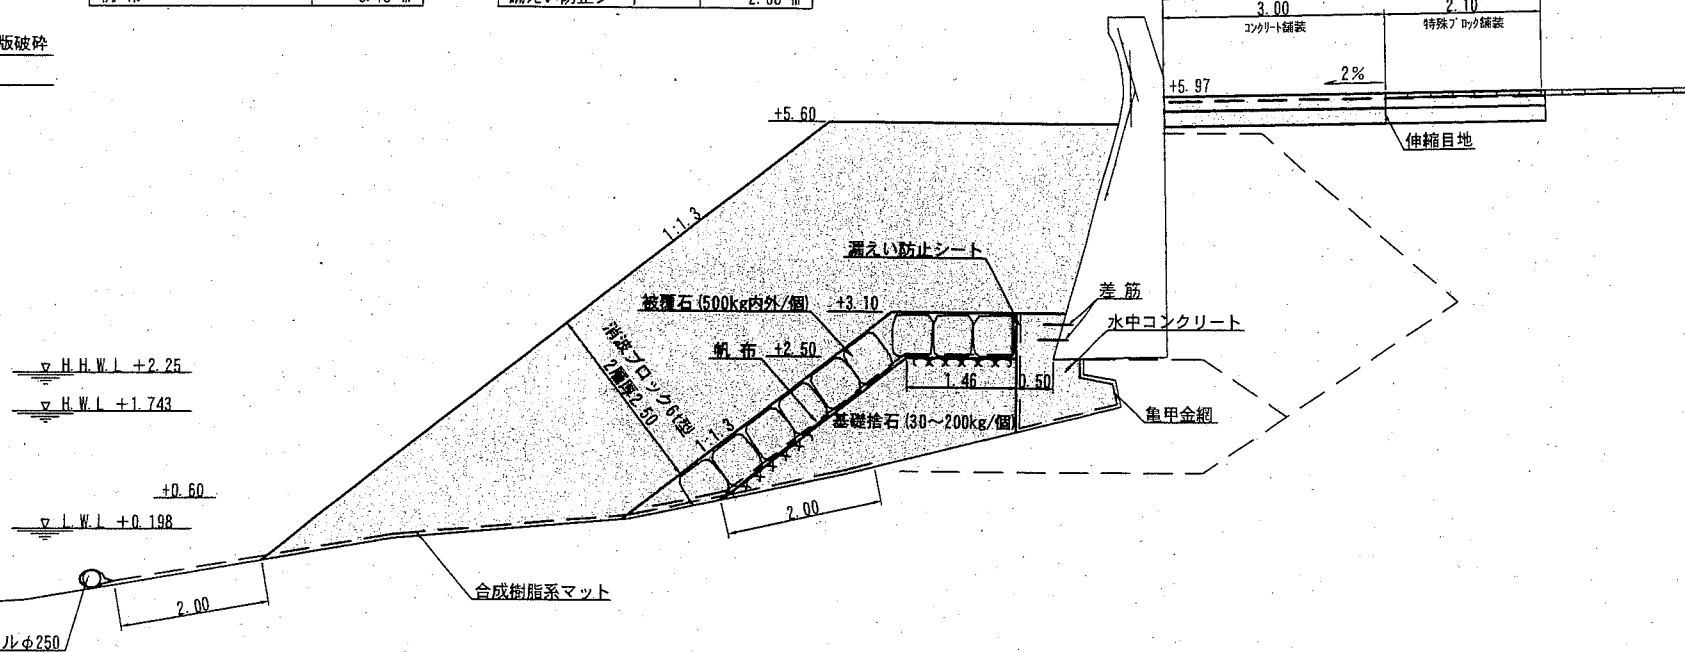 版破砕
3.00
2.10
コンクリート舗装
特殊ブロック舗装
2%
+5.97
伸縮目地
+5.60
1:1.3
漏えい防止シート
被覆石(500kg内外/個)
+3.10
差筋
水中コンクリート
消波ブロック6t型
2層厚2.50
帆布
+2.50
1.46
0.50
亀甲金網
基礎捨石(30～200kg/個)
1:1.3
H.H.W.L +2.25
H.W.L +1.743
+0.60
L.W.L +0.198
2.00
2.00
合成樹脂系マット
ルφ250